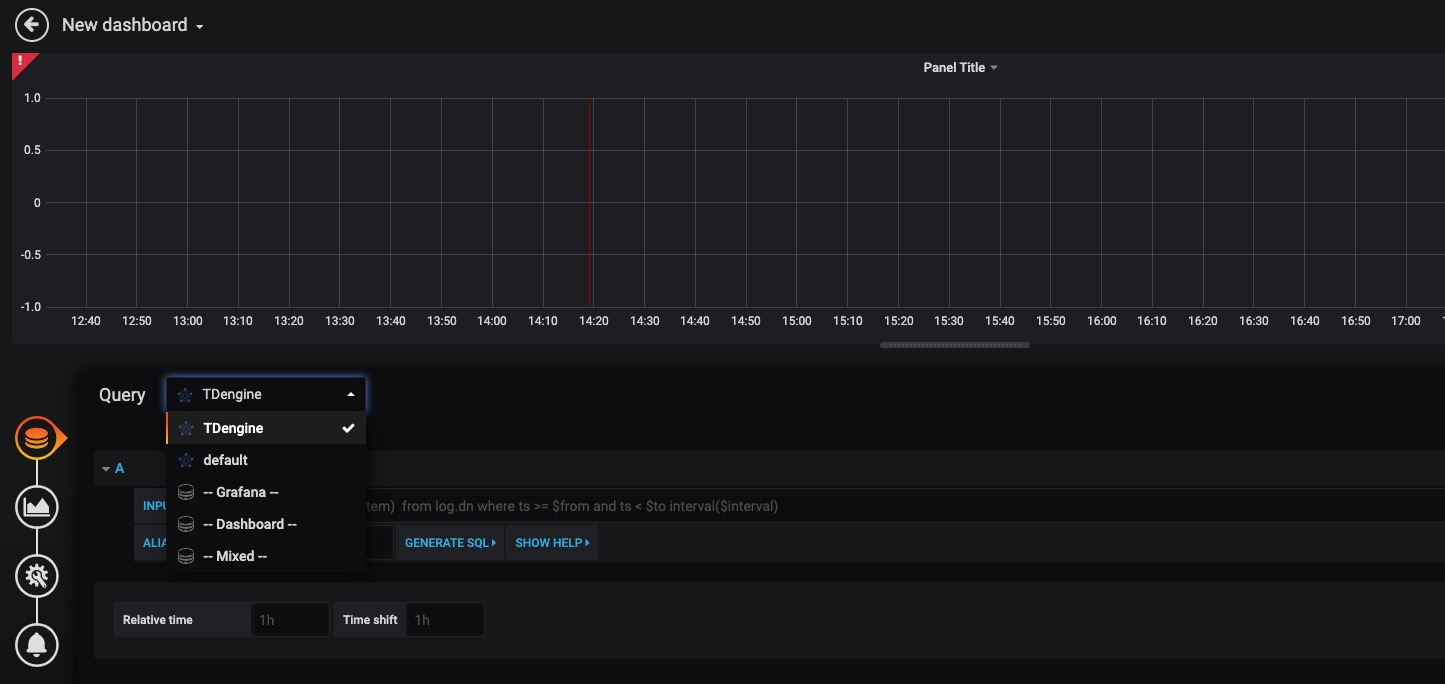 New dashboard
!
Panel Title
1.0
0.5
0
-0.5
-1.0
12:40 12:50 13:00 13:10 13:20 13:30 13:40 13:50 14:00 14:10 14:20 14:30 14:40 14:50 15:00 15:10 15:20 15:30 15:40 15:50 16:00 16:10 16:20 16:30 16:40 16:50 17:00
Query TDengine
TDengine
default
-- Grafana --
-- Dashboard --
-- Mixed --
A
INPU tem) from log.dn where ts >= $from and ts < $to interval($interval)
ALIA GENERATE SQL SHOW HELP
Relative time 1h Time shift 1h